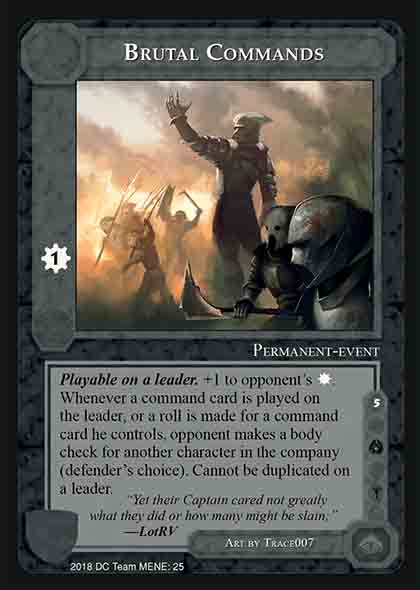 Brutal Commands
1
Permanent-event
Playable on a leader. +1 to opponent's
Whenever a command card is played on
the leader, or a roll is made for a command
card he controls, opponent makes a body
check for another character in the company
(defender's choice). Cannot be duplicated on
a leader.
"Yet their Captain cared not greatly
what they did or how many might be slain;"
—LotRV
5
Art by Trace007
2018 DC Team MENE: 25